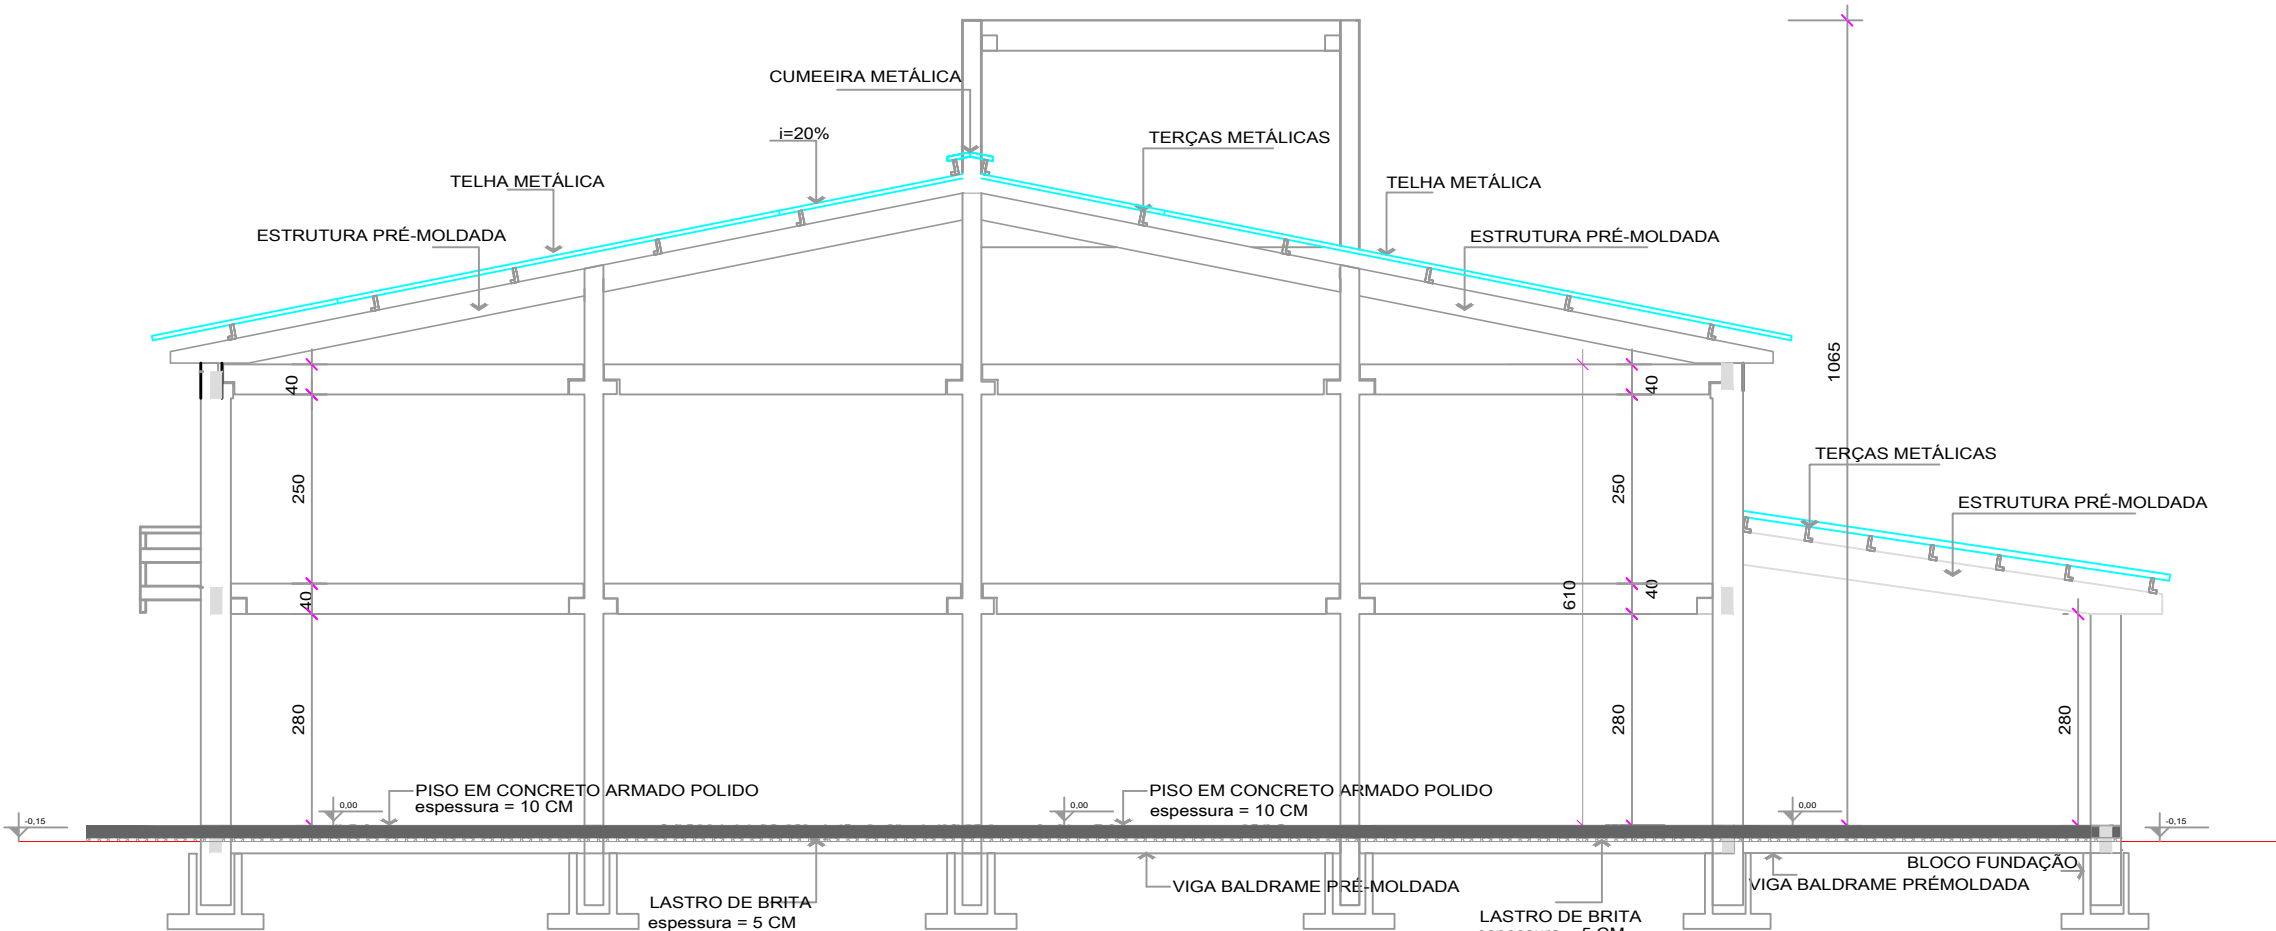 CUMEEIRA METÁLICA
i=20%
TERÇAS METÁLICAS
TELHA METÁLICA
TELHA METÁLICA
ESTRUTURA PRÉ-MOLDADA
ESTRUTURA PRÉ-MOLDADA
1065
40
40
TERÇAS METÁLICAS
250
250
ESTRUTURA PRÉ-MOLDADA
40
610
40
280
280
280
PISO EM CONCRETO ARMADO POLIDO
espessura = 10 CM
PISO EM CONCRETO ARMADO POLIDO
espessura = 10 CM
-0,15
0,00
0,00
0,00
-0,15
BLOCO FUNDAÇÃO
VIGA BALDRAME PRÉ-MOLDADA
VIGA BALDRAME PRÉMOLDADA
LASTRO DE BRITA
espessura = 5 CM
LASTRO DE BRITA
espessura = 5 CM